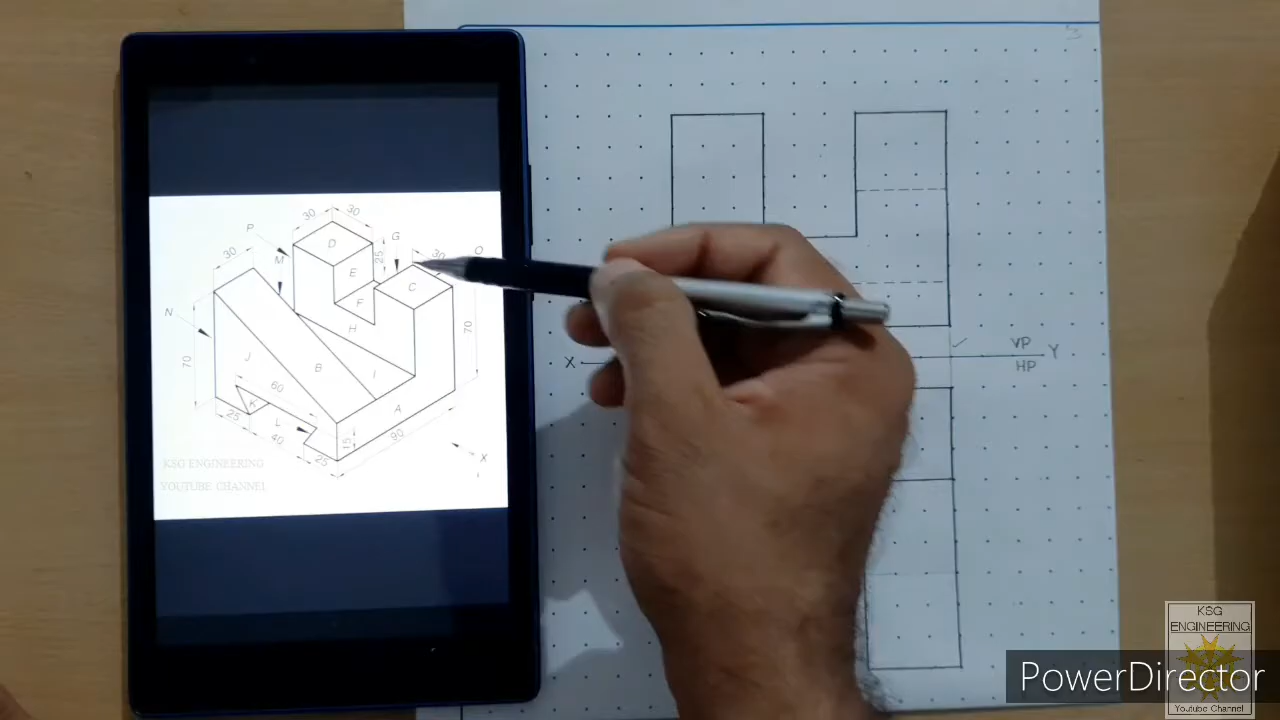 30
30
P
D
G
M
30
E
25
30
O
F
C
N
H
70
J
B
I
70
60
K
25
L
40
A
15
90
25
X
KSG ENGINEERING
YOUTUBE CHANNEL
X
VP
Y
HP
3
KSG
ENGINEERING
Youtube Channel
PowerDirector